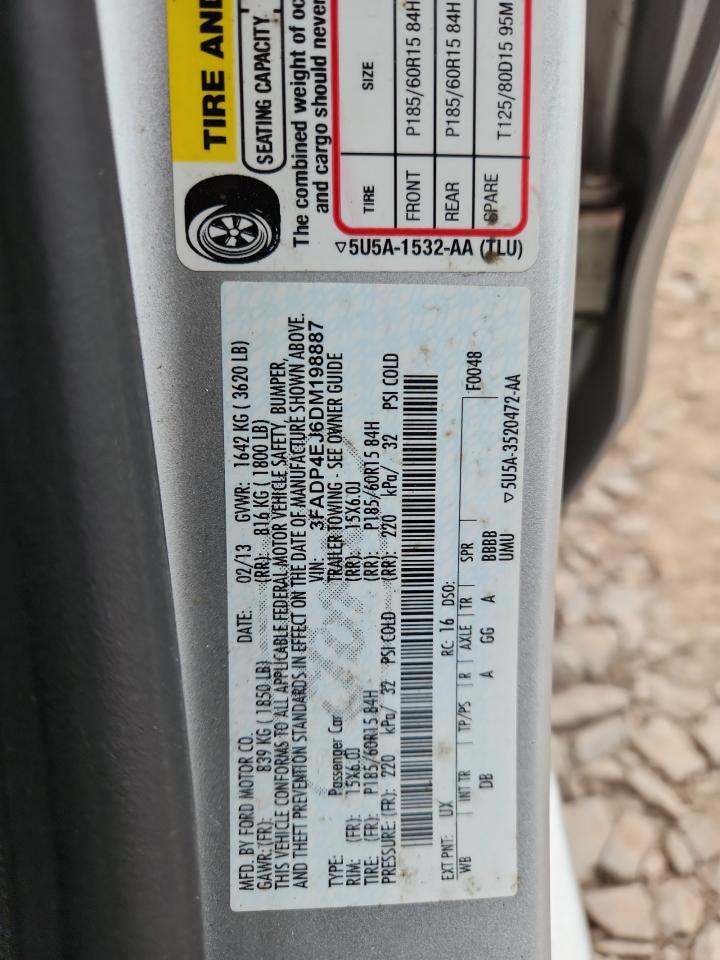 TIRE AND
SEATING CAPACITY
The combined weight of oc
and cargo should never
TIRE SIZE
FRONT P185/60R15 84H
REAR P185/60R15 84H
SPARE T125/80D15 95M
▽5U5A-1532-AA (TLU)
MFD. BY FORD MOTOR CO. DATE: 02/13 GVWR: 1642 KG ( 3620 LB)
GAWR: (FR): 839 KG ( 1850 LB) (RR): 816 KG ( 1800 LB)
THIS VEHICLE CONFORMS TO ALL APPLICABLE FEDERAL MOTOR VEHICLE SAFETY, BUMPER,
AND THEFT PREVENTION STANDARDS IN EFFECT ON THE DATE OF MANUFACTURE SHOWN ABOVE.
VIN: 3FADP4EJ6DM198887
TYPE: Passenger Car TRAILER TOWING - SEE OWNER GUIDE
RIM: (FR): 15X6.0J (RR): 15X6.0J
TIRE: (FR): P185/60R15 84H (RR): P185/60R15 84H
PRESSURE: (FR): 220 kPa/ 32 PSI COLD (RR): 220 kPa/ 32 PSI COLD
EXT PNT: UX RC: 16 DSO: F0048
WB INT TR TP/PS R AXLE TR SPR
DB A GG A BBBB
UMU
▽5U5A-3520472-AA